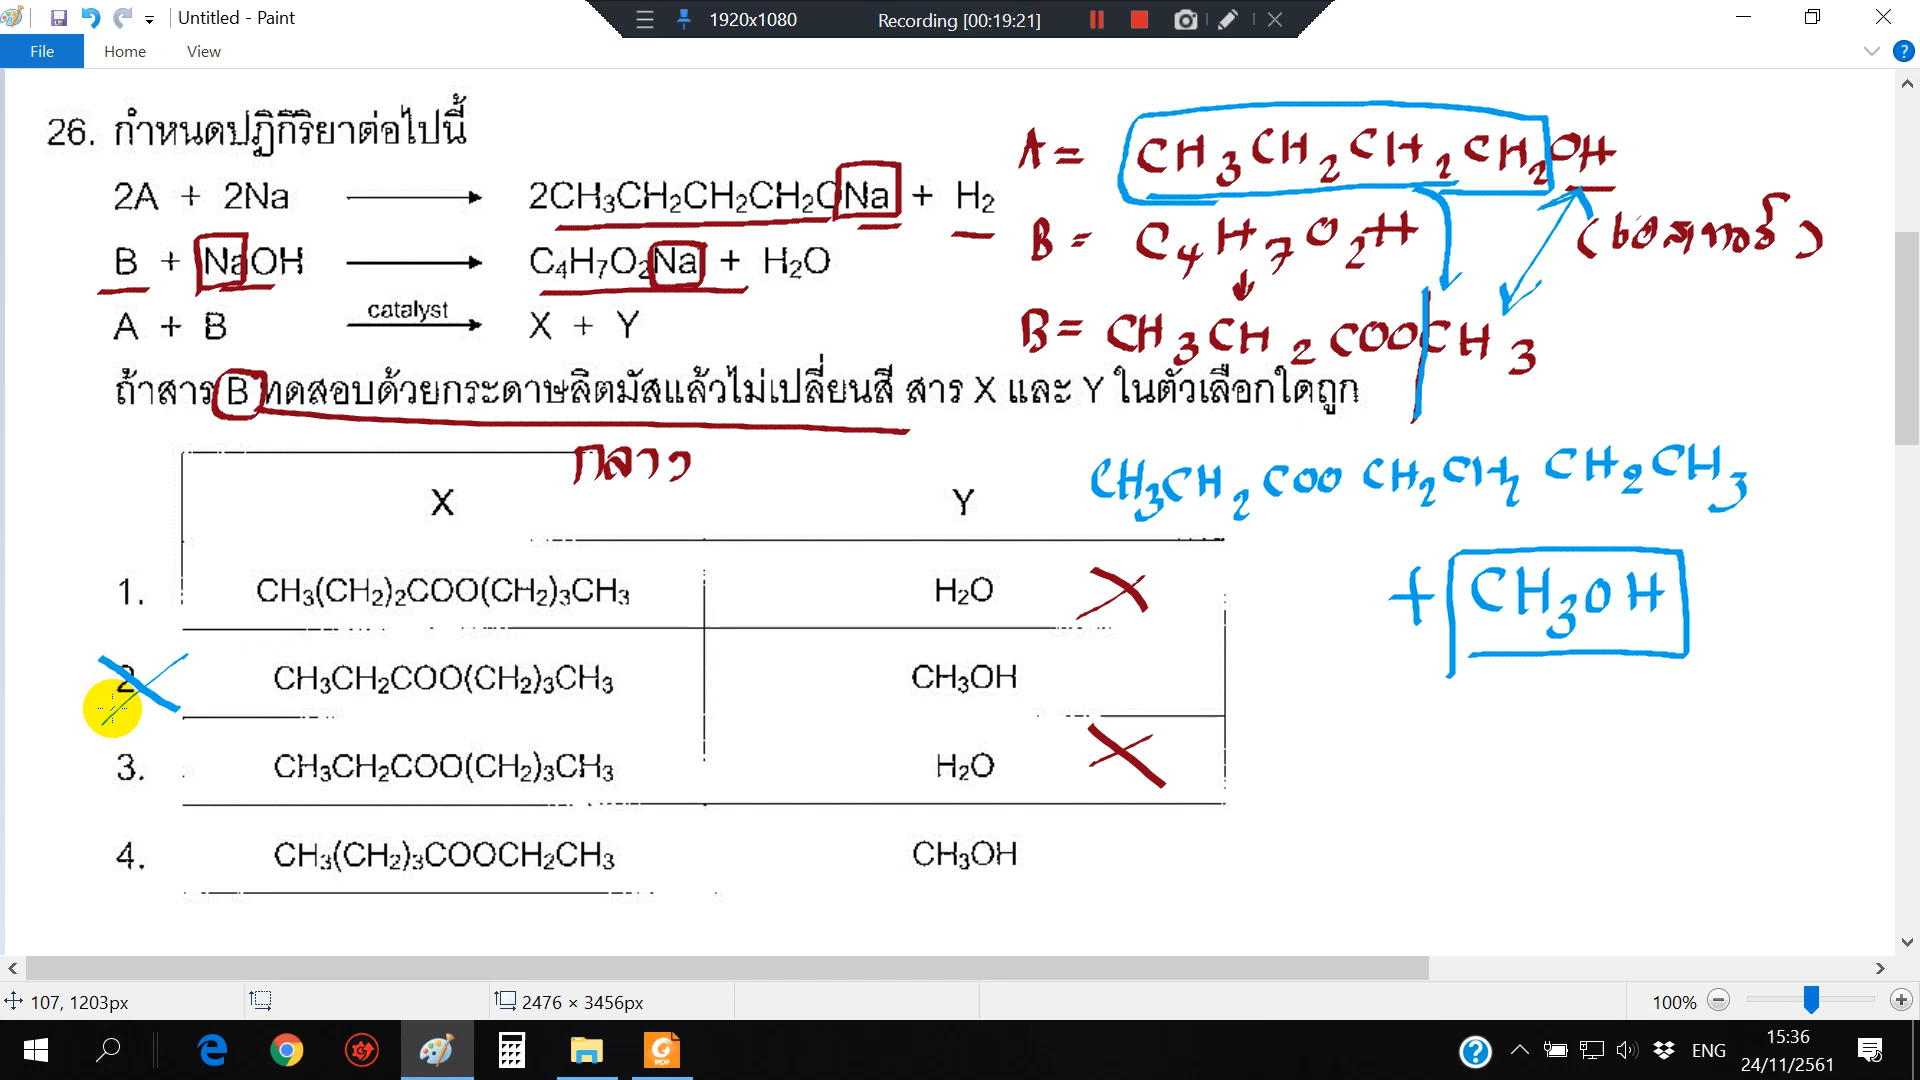 Untitled - Paint
1920x1080
Recording [00:19:21]
File
Home
View
26. กำหนดปฏิกิริยาต่อไปนี้
2A + 2Na → 2CH₃CH₂CH₂CH₂ONa + H₂
B + NaOH → C₄H₇O₂Na + H₂O
A + B catalyst → X + Y
ถ้าสาร B ทดสอบด้วยกระดาษลิตมัสแล้วไม่เปลี่ยนสี สาร X และ Y ในตัวเลือกใดถูก
กลาง
A = CH₃CH₂CH₂CH₂OH
B = C₄H₇O₂H
(เอสเทอร์)
B = CH₃CH₂COOCH₃
CH₃CH₂COOCH₂CH₂CH₂CH₃
+ CH₃OH
X Y
1. CH₃(CH₂)₂COO(CH₂)₃CH₃ H₂O
2 CH₃CH₂COO(CH₂)₃CH₃ CH₃OH
3. CH₃CH₂COO(CH₂)₃CH₃ H₂O
4. CH₃(CH₂)₃COOCH₂CH₃ CH₃OH
107, 1203px
2476 × 3456px
100%
PDF
ENG
15:36
24/11/2561